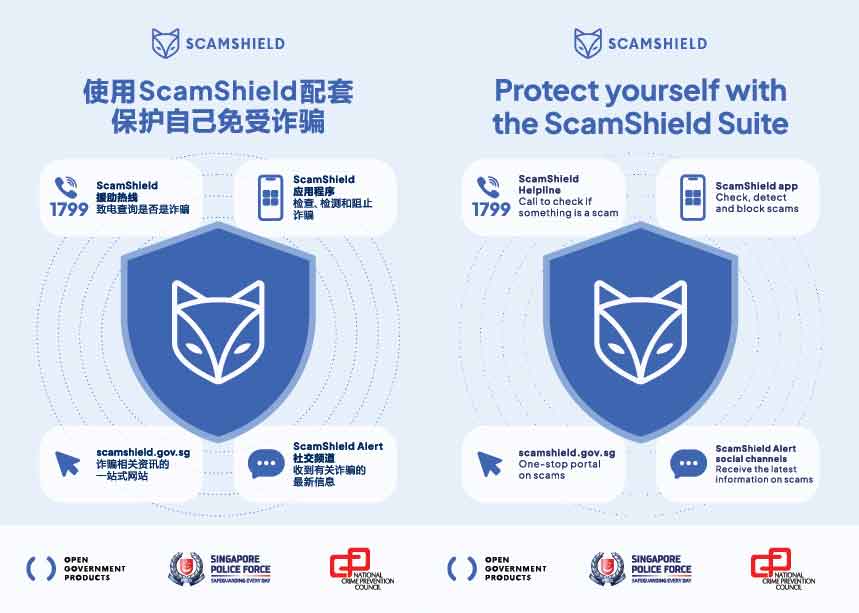 SCAMSHIELD
使用ScamShield配套
保护自己免受诈骗
1799
ScamShield
援助热线
致电查询是否是诈骗
ScamShield
应用程序
检查、检测和阻止
诈骗
scamshield.gov.sg
诈骗相关资讯的
一站式网站
ScamShield Alert
社交频道
收到有关诈骗的
最新信息
OPEN
GOVERNMENT
PRODUCTS
SINGAPORE
POLICE FORCE
SAFEGUARDING EVERY DAY
NATIONAL
CRIME PREVENTION
COUNCIL
SCAMSHIELD
Protect yourself with
the ScamShield Suite
1799
ScamShield
Helpline
Call to check if
something is a scam
ScamShield app
Check, detect
and block scams
scamshield.gov.sg
One-stop portal
on scams
ScamShield Alert
social channels
Receive the latest
information on scams
OPEN
GOVERNMENT
PRODUCTS
SINGAPORE
POLICE FORCE
SAFEGUARDING EVERY DAY
NATIONAL
CRIME PREVENTION
COUNCIL